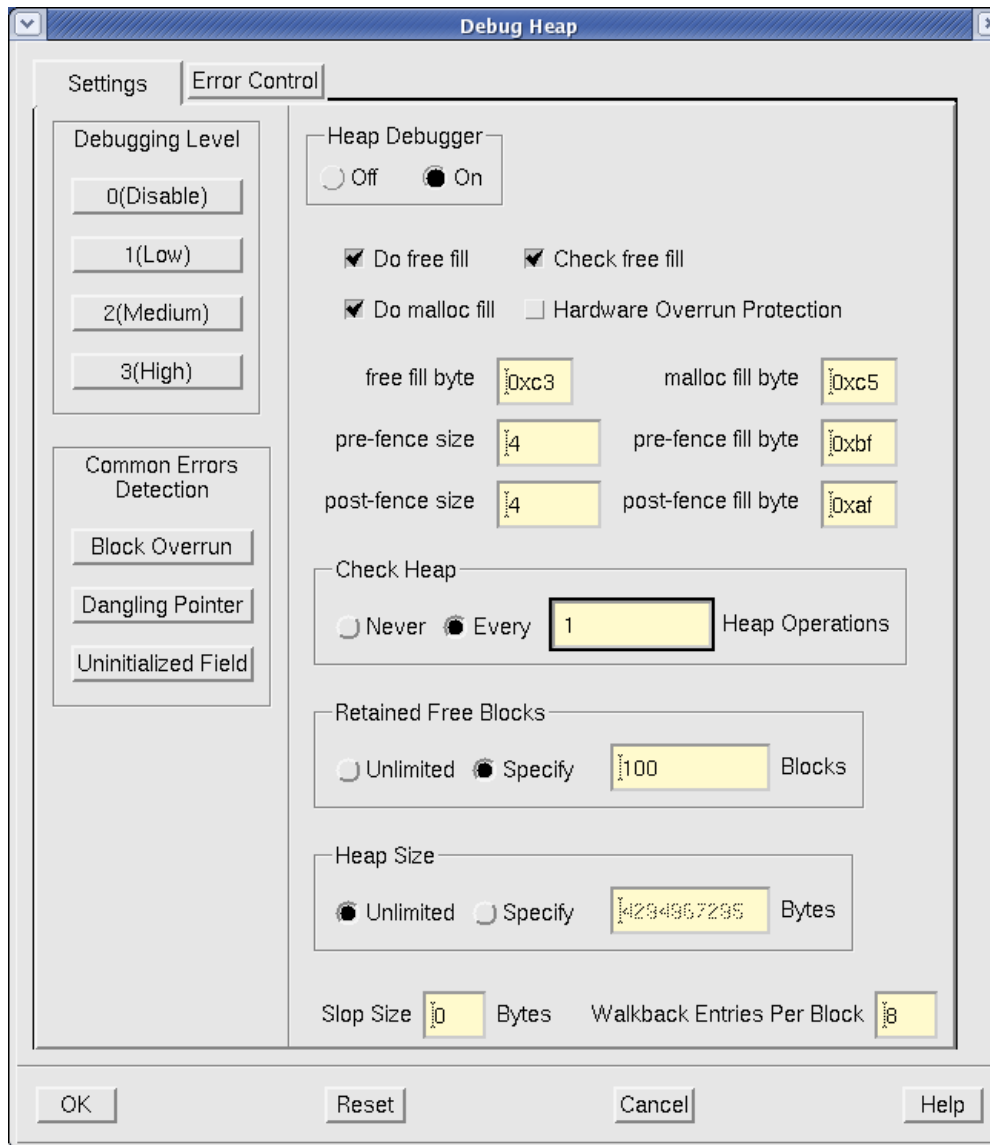 Debug Heap
Settings
Error Control
Debugging Level
0(Disable)
1(Low)
2(Medium)
3(High)
Common Errors
Detection
Block Overrun
Dangling Pointer
Uninitialized Field
Heap Debugger
Off On
Do free fill Check free fill
Do malloc fill Hardware Overrun Protection
free fill byte 0xc3 malloc fill byte 0xc5
pre-fence size 4 pre-fence fill byte 0xbf
post-fence size 4 post-fence fill byte 0xaf
Check Heap
Never Every 1 Heap Operations
Retained Free Blocks
Unlimited Specify 100 Blocks
Heap Size
Unlimited Specify 4294967295 Bytes
Slop Size 0 Bytes Walkback Entries Per Block 8
OK Reset Cancel Help